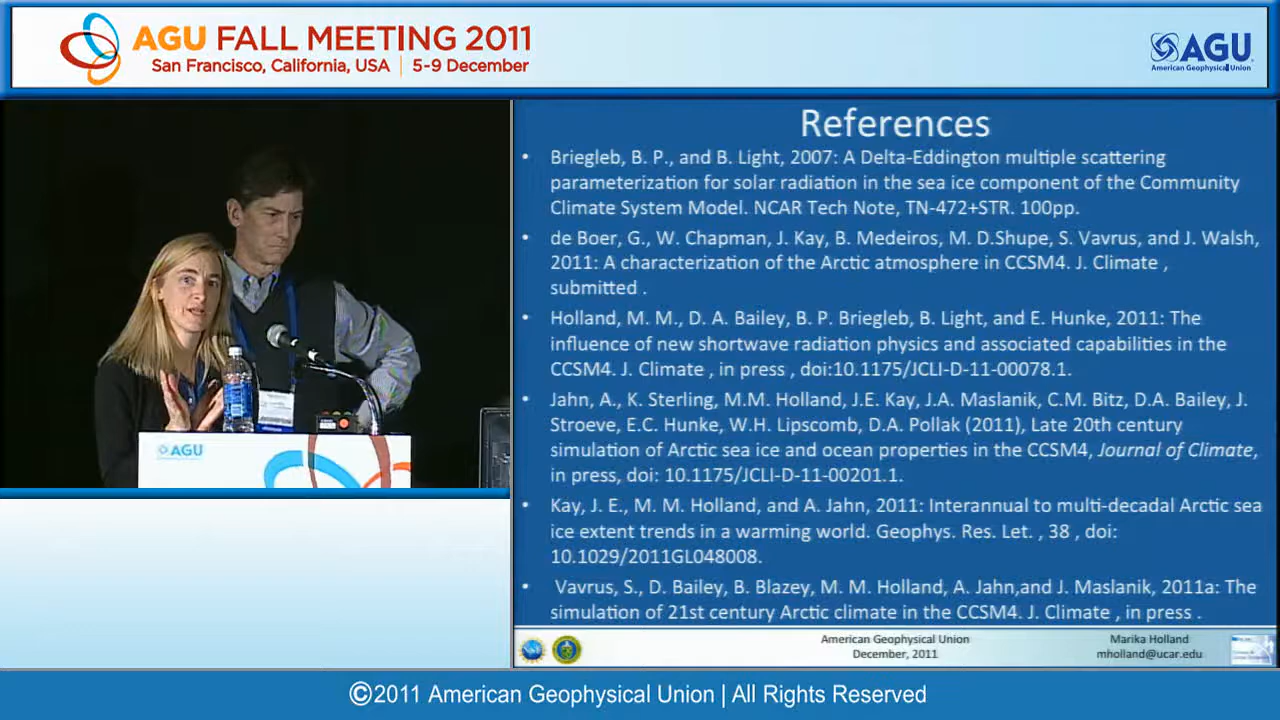 AGU FALL MEETING 2011
San Francisco, California, USA | 5-9 December
AGU
American Geophysical Union
References
• Briegleb, B. P., and B. Light, 2007: A Delta-Eddington multiple scattering
parameterization for solar radiation in the sea ice component of the Community
Climate System Model. NCAR Tech Note, TN-472+STR. 100pp.
• de Boer, G., W. Chapman, J. Kay, B. Medeiros, M. D.Shupe, S. Vavrus, and J. Walsh,
2011: A characterization of the Arctic atmosphere in CCSM4. J. Climate ,
submitted .
• Holland, M. M., D. A. Bailey, B. P. Briegleb, B. Light, and E. Hunke, 2011: The
influence of new shortwave radiation physics and associated capabilities in the
CCSM4. J. Climate , in press , doi:10.1175/JCLI-D-11-00078.1.
• Jahn, A., K. Sterling, M.M. Holland, J.E. Kay, J.A. Maslanik, C.M. Bitz, D.A. Bailey, J.
Stroeve, E.C. Hunke, W.H. Lipscomb, D.A. Pollak (2011), Late 20th century
simulation of Arctic sea ice and ocean properties in the CCSM4, Journal of Climate,
in press, doi: 10.1175/JCLI-D-11-00201.1.
• Kay, J. E., M. M. Holland, and A. Jahn, 2011: Interannual to multi-decadal Arctic sea
ice extent trends in a warming world. Geophys. Res. Let. , 38 , doi:
10.1029/2011GL048008.
• Vavrus, S., D. Bailey, B. Blazey, M. M. Holland, A. Jahn,and J. Maslanik, 2011a: The
simulation of 21st century Arctic climate in the CCSM4. J. Climate , in press .
AGU
American Geophysical Union
December, 2011
Marika Holland
mholland@ucar.edu
©2011 American Geophysical Union | All Rights Reserved